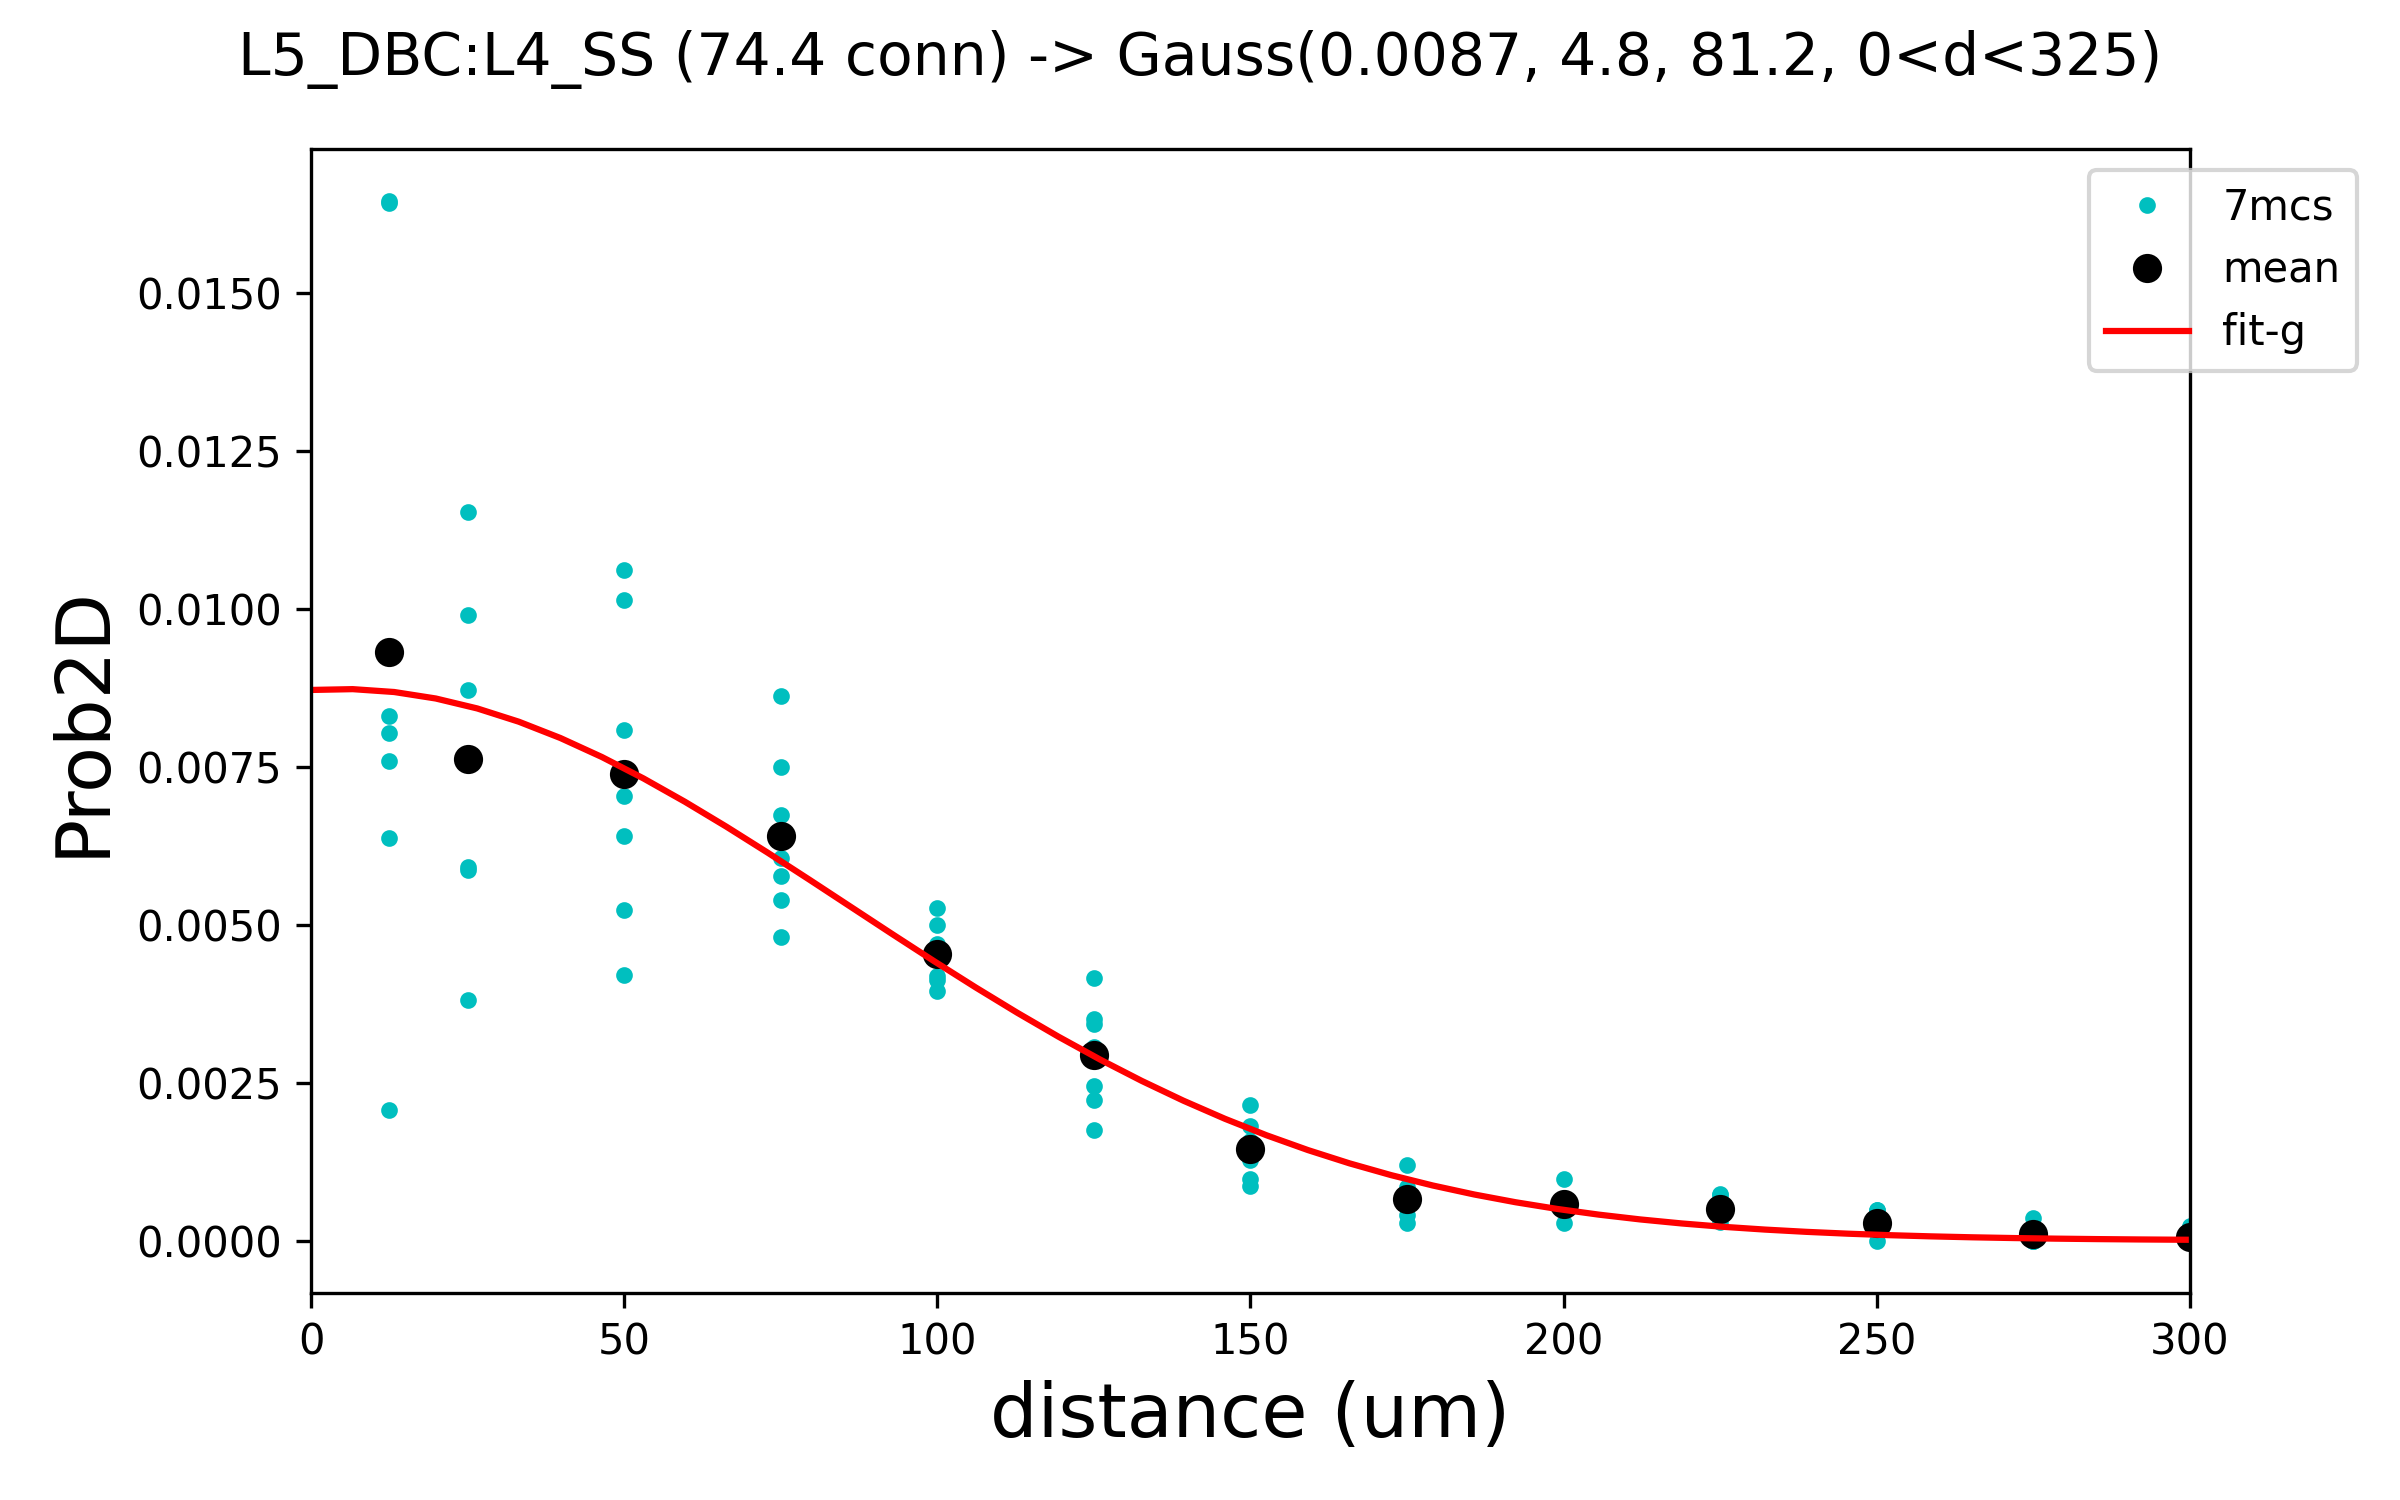 L5_DBC:L4_SS (74.4 conn) -> Gauss(0.0087, 4.8, 81.2, 0<d<325)
7mcs
mean
fit-g
0.0150
0.0125
0.0100
0.0075
0.0050
0.0025
0.0000
Prob2D
0 50 100 150 200 250 300
distance (um)